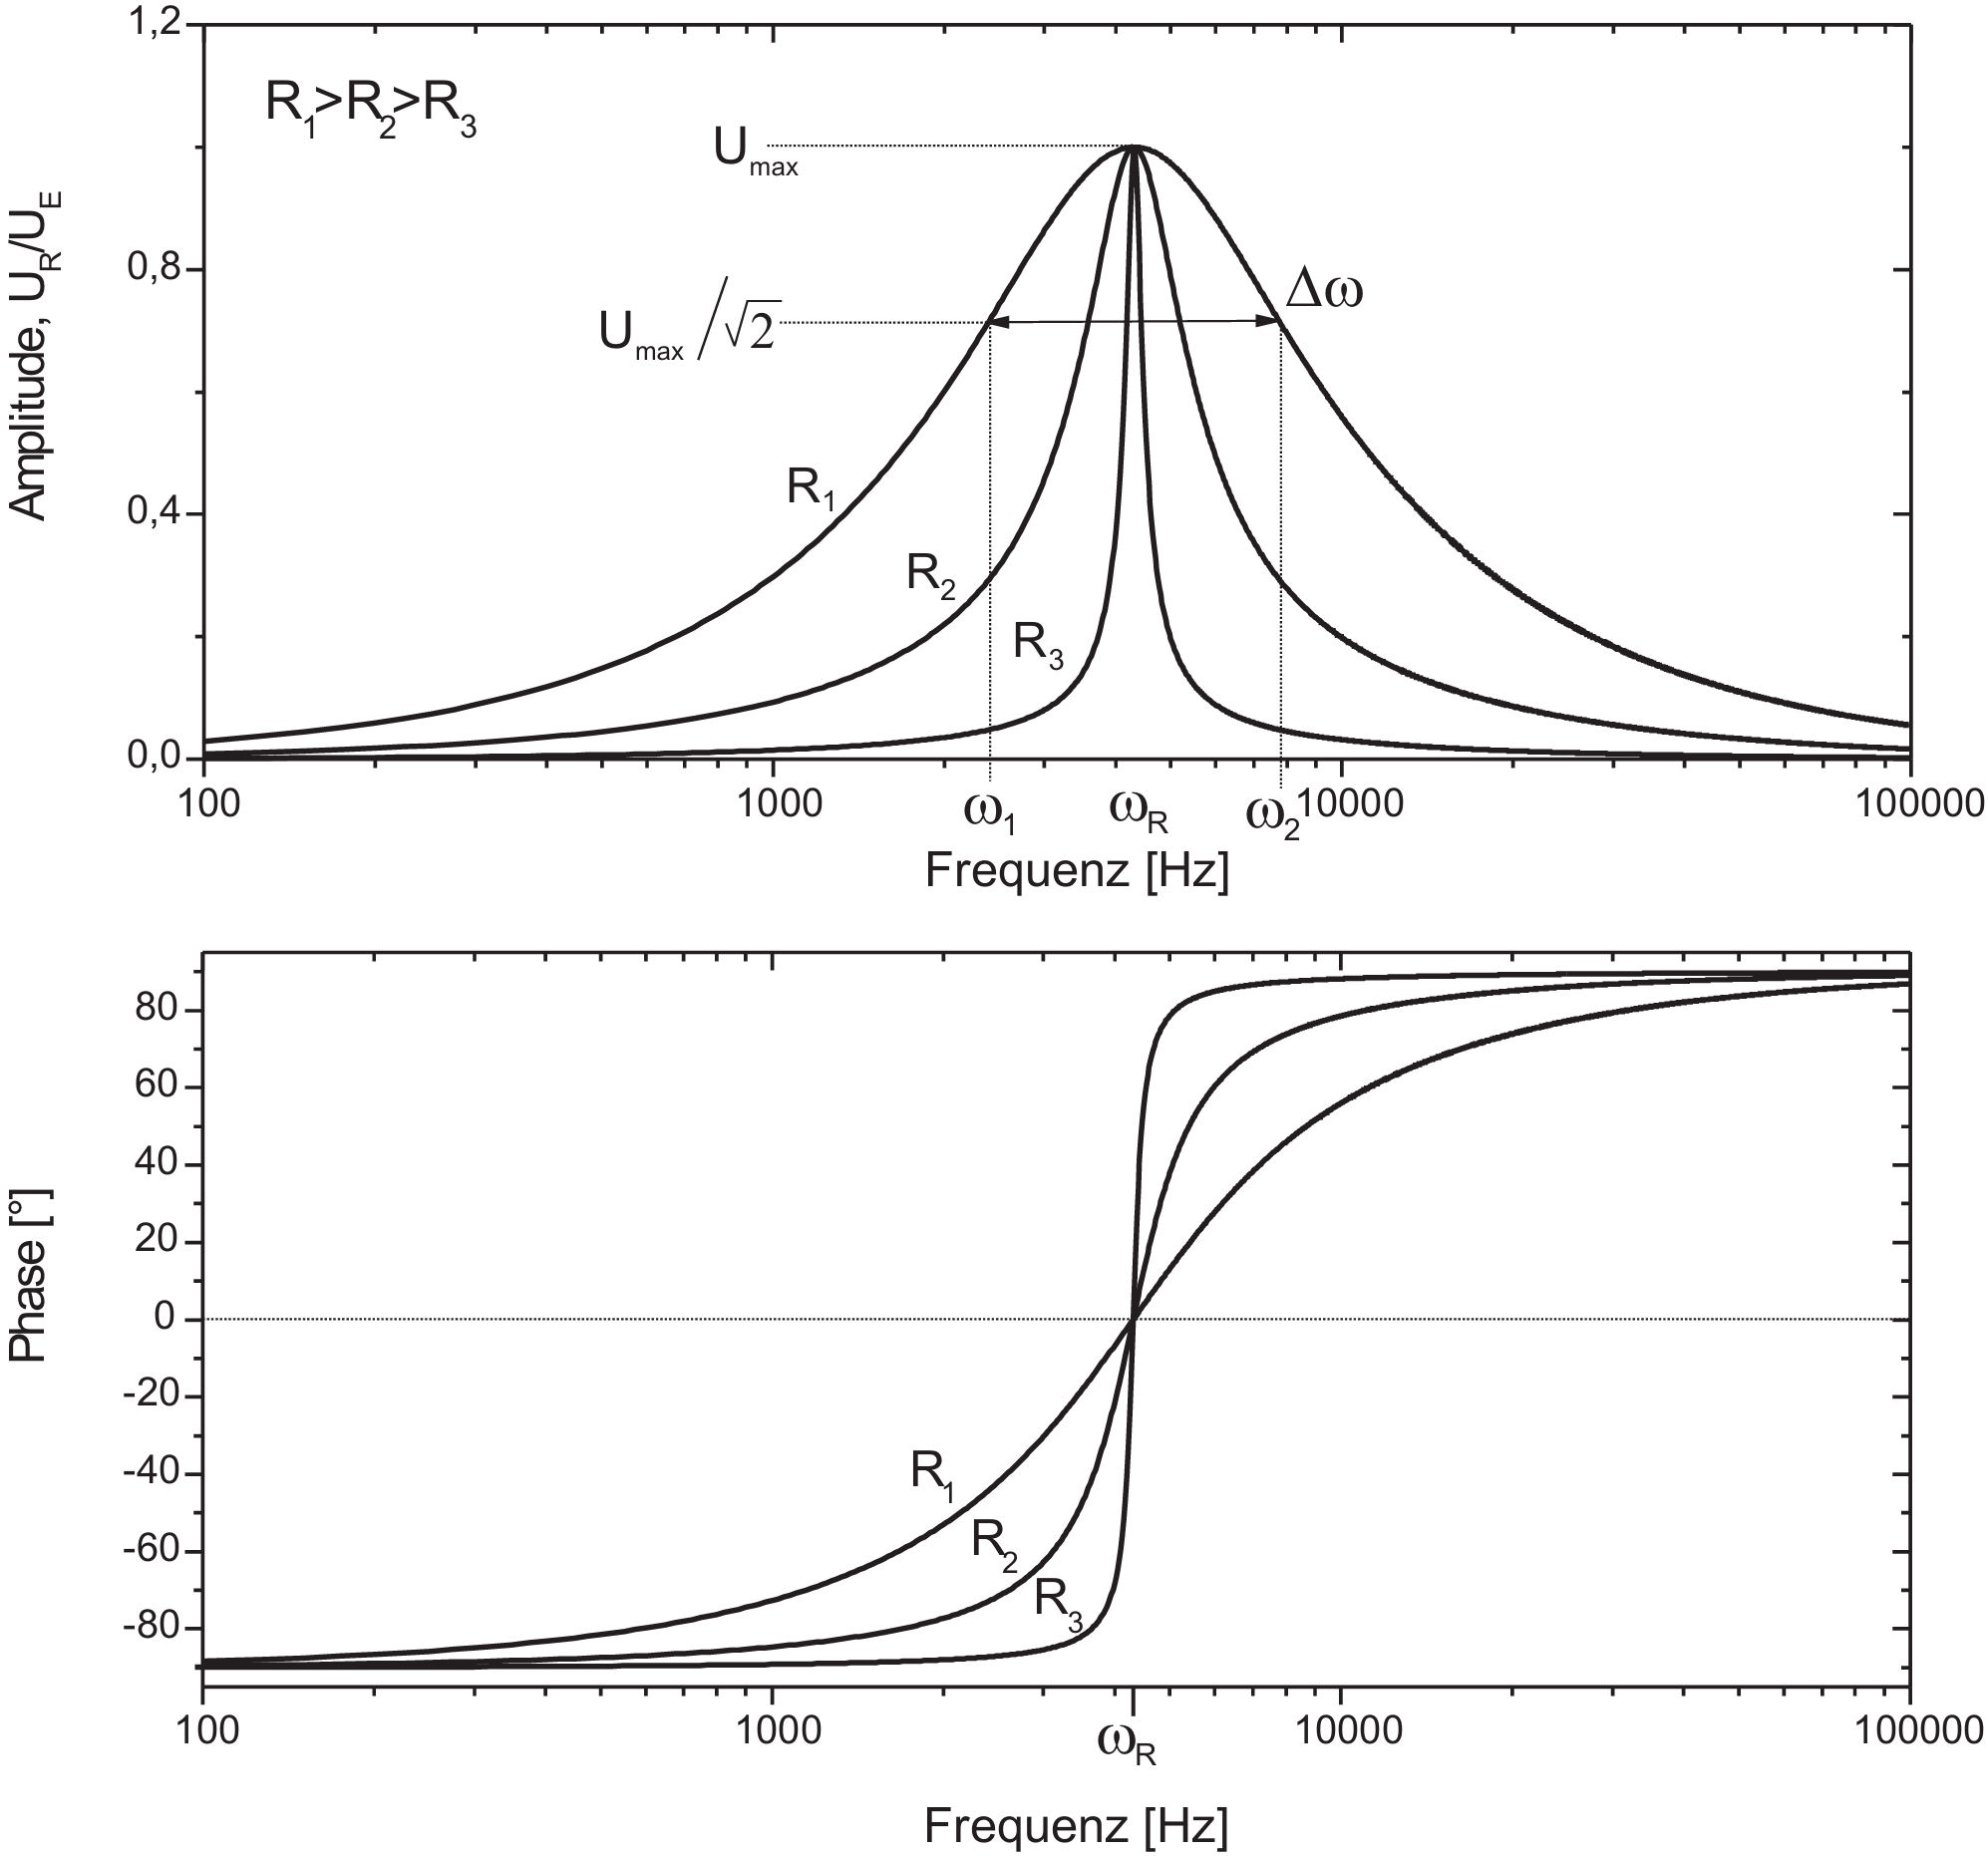 1,2
R1>R2>R3
Umax
Amplitude, UR/UE
0,8
Δω
Umax/√2
R1
0,4
R2
R3
0,0
100
1000
10000
100000
ω1
ωR
ω2
Frequenz [Hz]
80
60
40
20
Phase [°]
0
-20
-40
R1
-60
R2
R3
-80
100
1000
ωR
10000
100000
Frequenz [Hz]